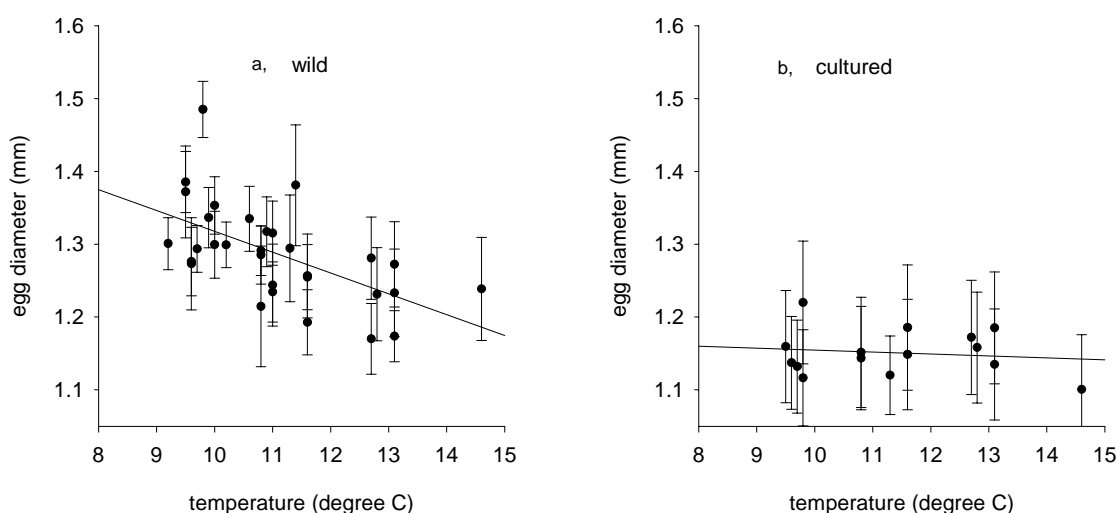 egg diameter (mm)
1.6
1.5
1.4
1.3
1.2
1.1
a, wild
8 9 10 11 12 13 14 15
temperature (degree C)
egg diameter (mm)
1.6
1.5
1.4
1.3
1.2
1.1
b, cultured
8 9 10 11 12 13 14 15
temperature (degree C)